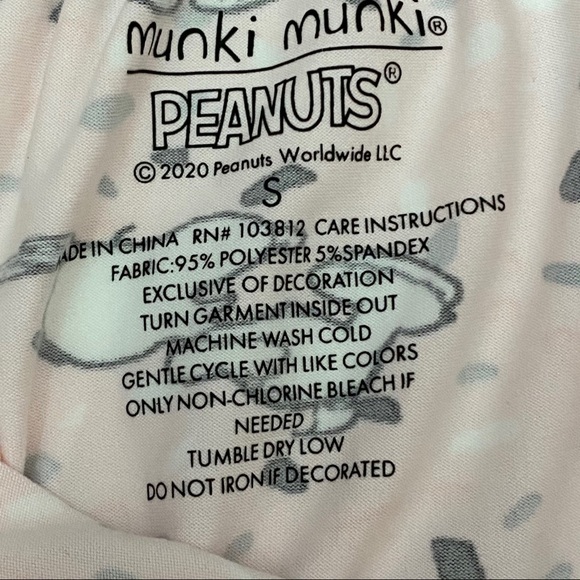 munki munki®
PEANUTS®
© 2020 Peanuts Worldwide LLC
S
ADE IN CHINA RN# 103812 CARE INSTRUCTIONS
FABRIC:95% POLYESTER 5%SPANDEX
EXCLUSIVE OF DECORATION
TURN GARMENT INSIDE OUT
MACHINE WASH COLD
GENTLE CYCLE WITH LIKE COLORS
ONLY NON-CHLORINE BLEACH IF
NEEDED
TUMBLE DRY LOW
DO NOT IRON IF DECORATED